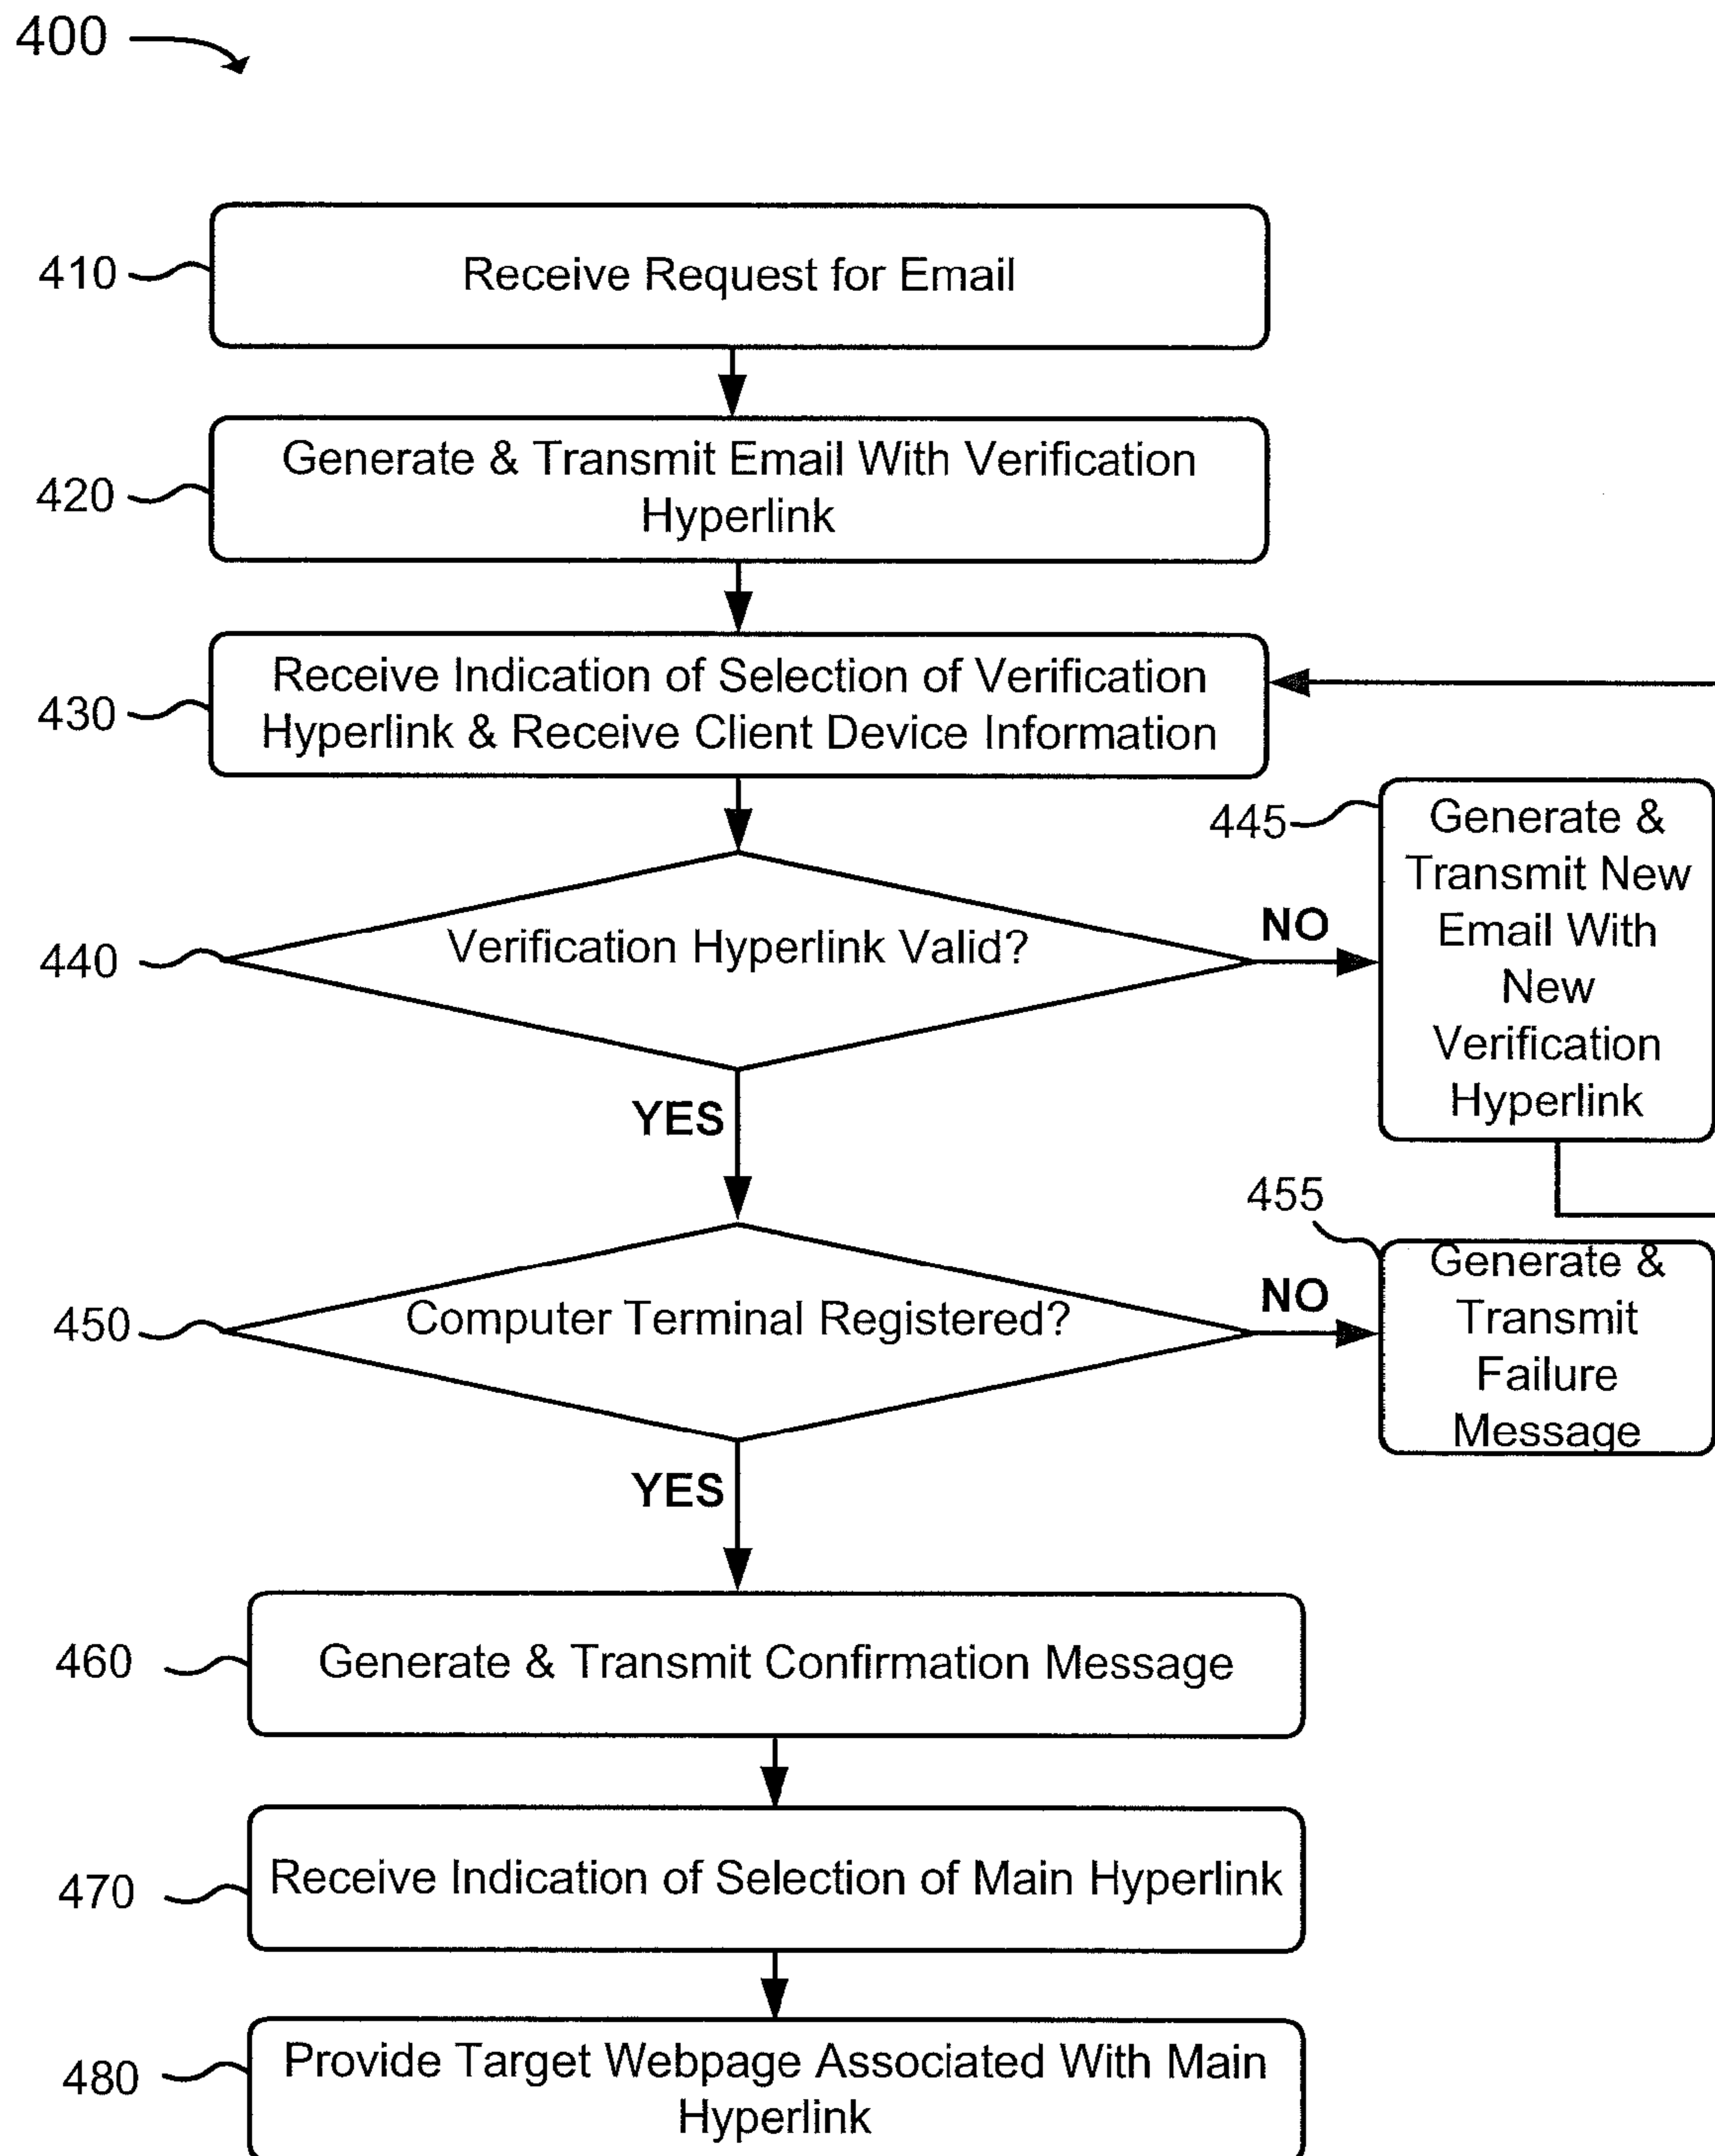 400
410
Receive Request for Email
420
Generate & Transmit Email With Verification
Hyperlink
430
Receive Indication of Selection of Verification
Hyperlink & Receive Client Device Information
440
Verification Hyperlink Valid?
NO
YES
445
Generate &
Transmit New
Email With
New
Verification
Hyperlink
450
Computer Terminal Registered?
NO
YES
455
Generate &
Transmit
Failure
Message
460
Generate & Transmit Confirmation Message
470
Receive Indication of Selection of Main Hyperlink
480
Provide Target Webpage Associated With Main
Hyperlink